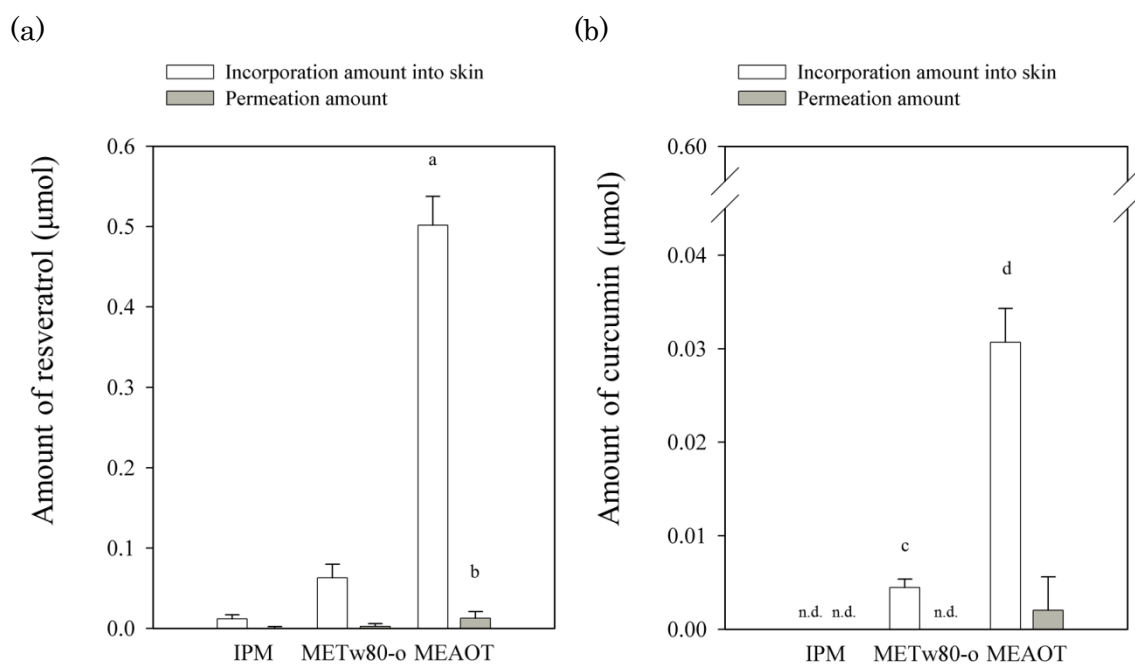 (a)
Incorporation amount into skin
Permeation amount
Amount of resveratrol (µmol)
0.6
0.5
0.4
0.3
0.2
0.1
0.0
a
b
IPM METw80-o MEAOT
(b)
Incorporation amount into skin
Permeation amount
Amount of curcumin (µmol)
0.60
0.04
0.03
0.02
0.01
0.00
d
c
n.d. n.d. n.d.
IPM METw80-o MEAOT